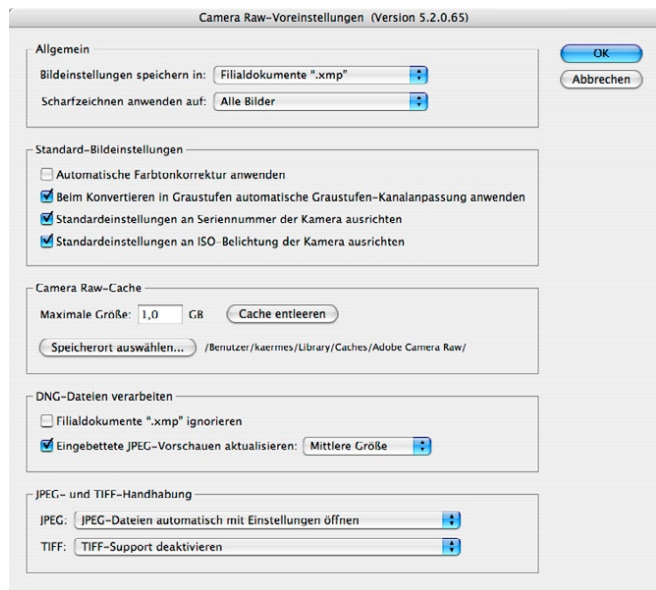 Camera Raw-Voreinstellungen (Version 5.2.0.65)
Allgemein
Bildeinstellungen speichern in: Filialdokumente “.xmp”
Scharfzeichnen anwenden auf: Alle Bilder
OK
Abbrechen
Standard-Bildeinstellungen
Automatische Farbtonkorrektur anwenden
Beim Konvertieren in Graustufen automatische Graustufen-Kanalanpassung anwenden
Standardeinstellungen an Seriennummer der Kamera ausrichten
Standardeinstellungen an ISO-Belichtung der Kamera ausrichten
Camera Raw-Cache
Maximale Größe: 1,0 GB Cache entleeren
Speicherort auswählen... /Benutzer/kaermes/Library/Caches/Adobe Camera Raw/
DNG-Dateien verarbeiten
Filialdokumente “.xmp” ignorieren
Eingebettete JPEG-Vorschauen aktualisieren: Mittlere Größe
JPEG- und TIFF-Handhabung
JPEG: JPEG-Dateien automatisch mit Einstellungen öffnen
TIFF: TIFF-Support deaktivieren